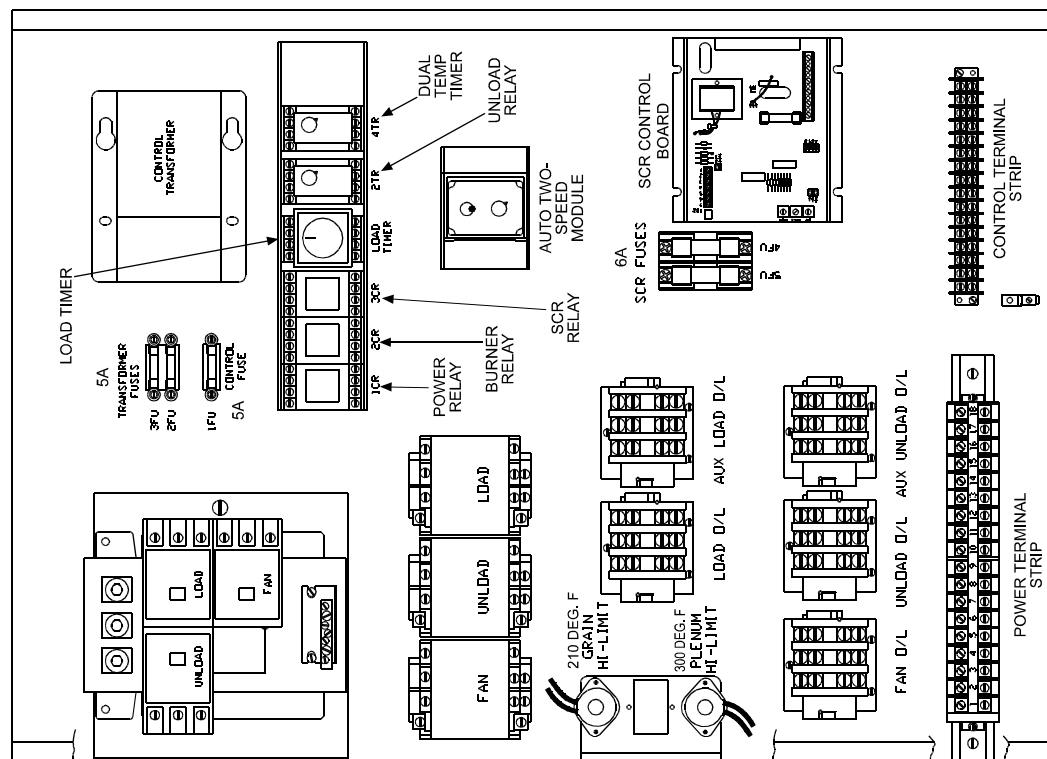 CONTROL
TRANSFORMER
DUAL
TEMP
TIMER
UNLOAD
RELAY
4TR
2TR
LOAD
TIMER
3CR
2CR
1CR
LOAD TIMER
AUTO TWO-
SPEED
MODULE
SCR CONTROL
BOARD
6A
SCR FUSES
4FU
5FU
CONTROL TERMINAL
STRIP
SCR
RELAY
BURNER
RELAY
POWER
RELAY
5A
TRANSFORMER
FUSES
3FU
2FU
1FU
CONTROL
FUSE
5A
LOAD
FAN
UNLOAD
LOAD
UNLOAD
FAN
AUX LOAD O/L
LOAD O/L
AUX UNLOAD O/L
UNLOAD O/L
FAN O/L
210 DEG. F
GRAIN
HI-LIMIT
300 DEG. F
PLENUM
HI-LIMIT
18
17
16
15
14
13
12
11
10
9
8
7
6
5
4
3
2
1
POWER TERMINAL
STRIP